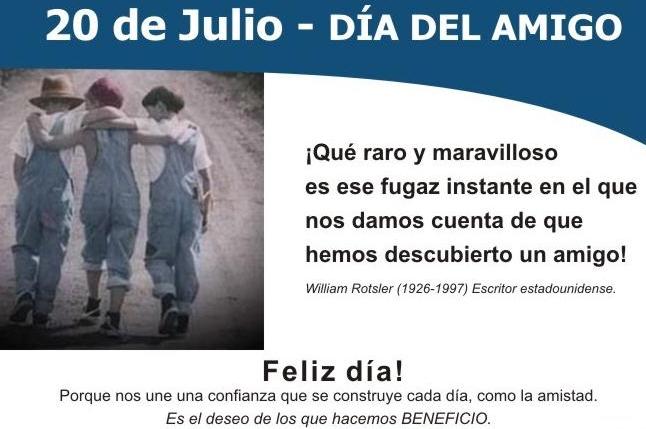 20 de Julio - DÍA DEL AMIGO
¡Qué raro y maravilloso
es ese fugaz instante en el que
nos damos cuenta de que
hemos descubierto un amigo!
William Rotsler (1926-1997) Escritor estadounidense.
Feliz día!
Porque nos une una confianza que se construye cada día, como la amistad.
Es el deseo de los que hacemos BENEFICIO.